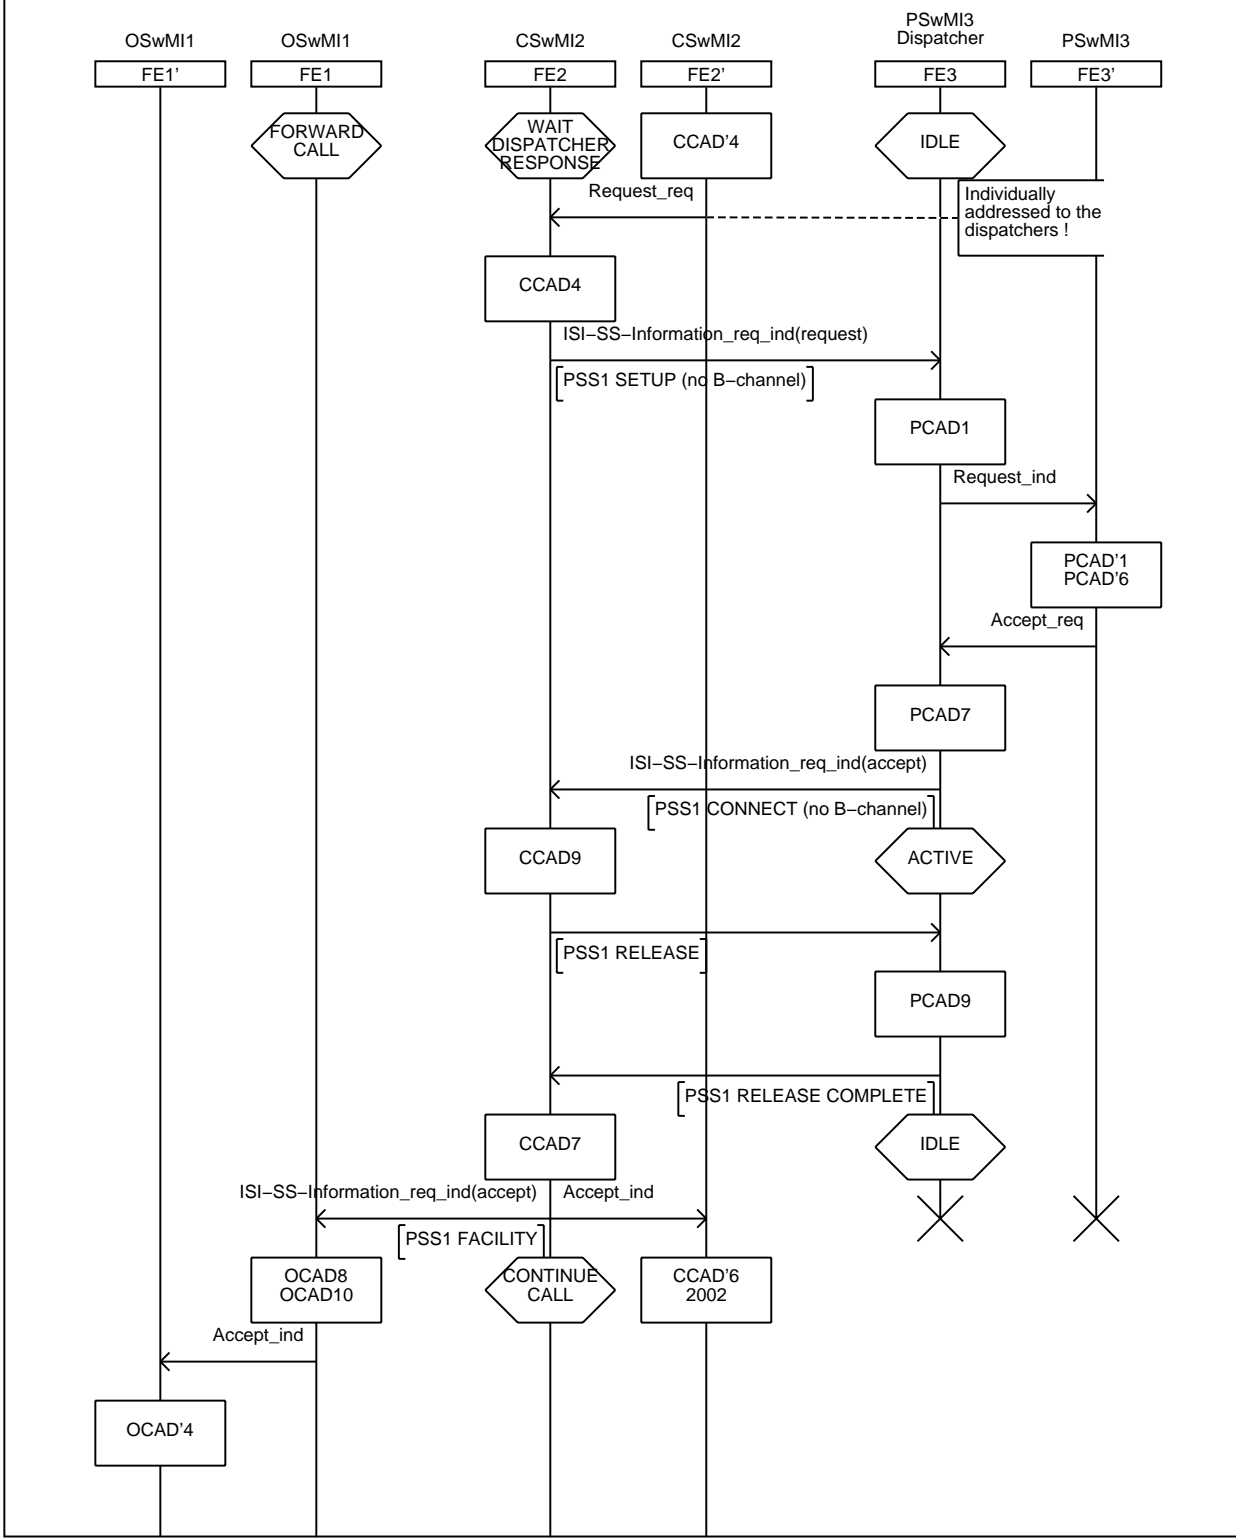 OSwMI1
OSwMI1
CSwMI2
CSwMI2
PSwMI3
Dispatcher
PSwMI3
FE1'
FE1
FE2
FE2'
FE3
FE3'
FORWARD
CALL
WAIT
DISPATCHER
RESPONSE
CCAD'4
IDLE
Request_req
Individually
addressed to the
dispatchers !
CCAD4
ISI−SS−Information_req_ind(request)
PSS1 SETUP (no B−channel)
PCAD1
Request_ind
PCAD'1
PCAD'6
Accept_req
PCAD7
ISI−SS−Information_req_ind(accept)
PSS1 CONNECT (no B−channel)
CCAD9
ACTIVE
PSS1 RELEASE
PCAD9
PSS1 RELEASE COMPLETE
CCAD7
IDLE
ISI−SS−Information_req_ind(accept)
Accept_ind
PSS1 FACILITY
OCAD8
OCAD10
CONTINUE
CALL
CCAD'6
2002
Accept_ind
OCAD'4